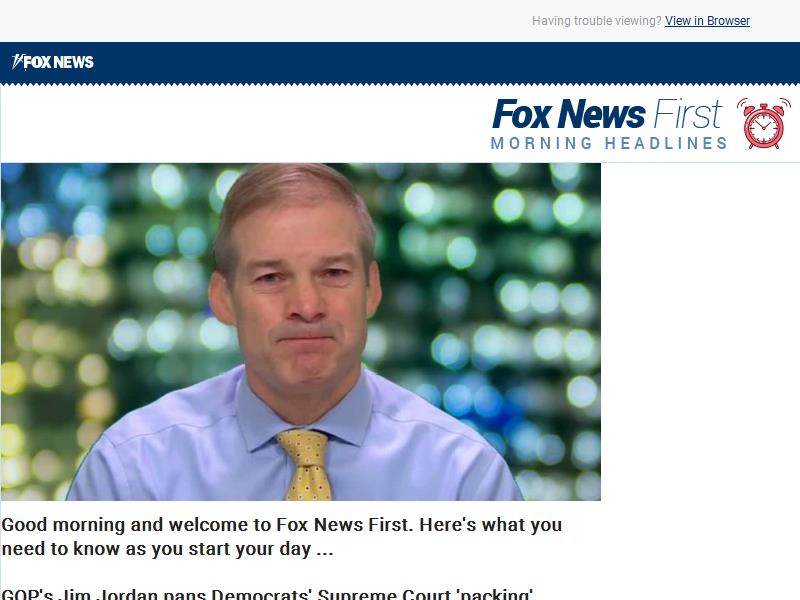 Having trouble viewing? View in Browser
FOX NEWS
Fox News First
MORNING HEADLINES
Good morning and welcome to Fox News First. Here's what you
need to know as you start your day ...
GOP's Jim Jordan pans Democrats' Supreme Court 'packing'